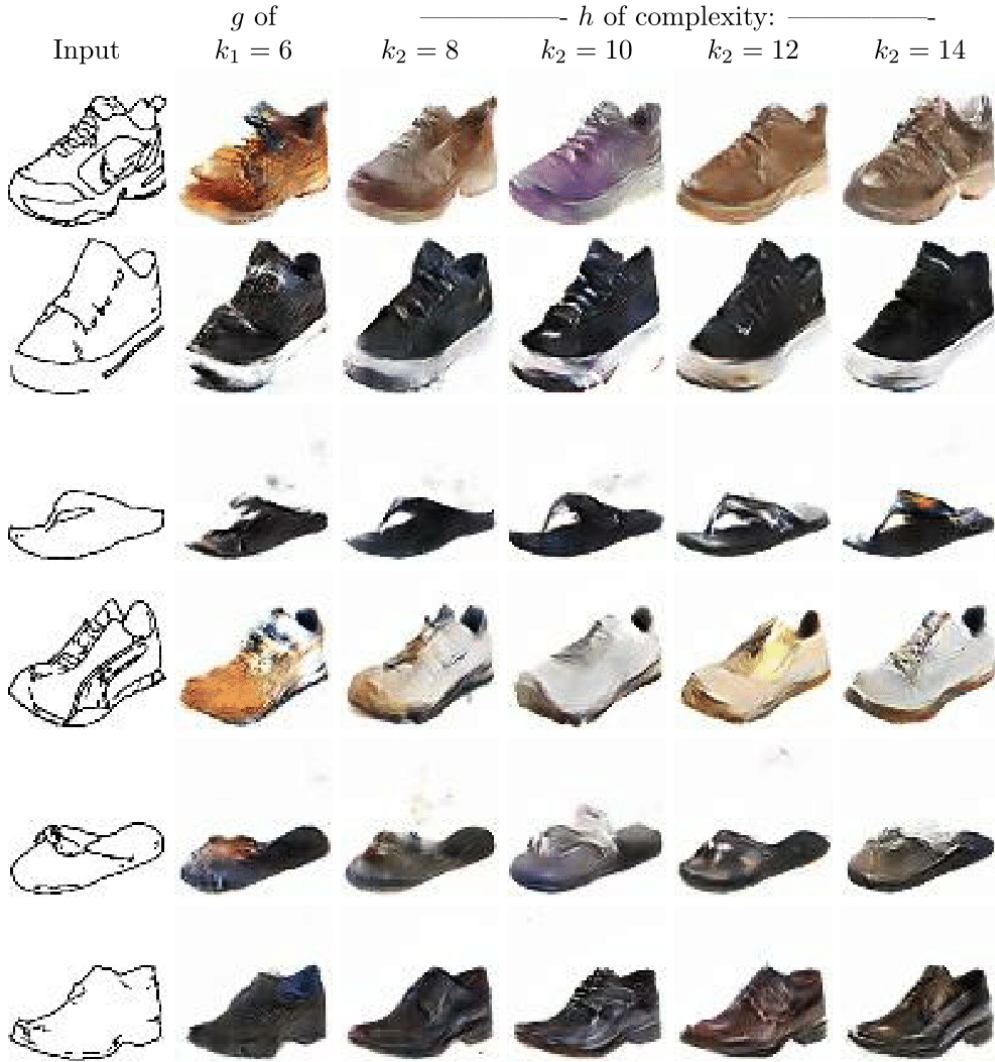 g of ———————- h of complexity: ———————-
Input k₁ = 6 k₂ = 8 k₂ = 10 k₂ = 12 k₂ = 14